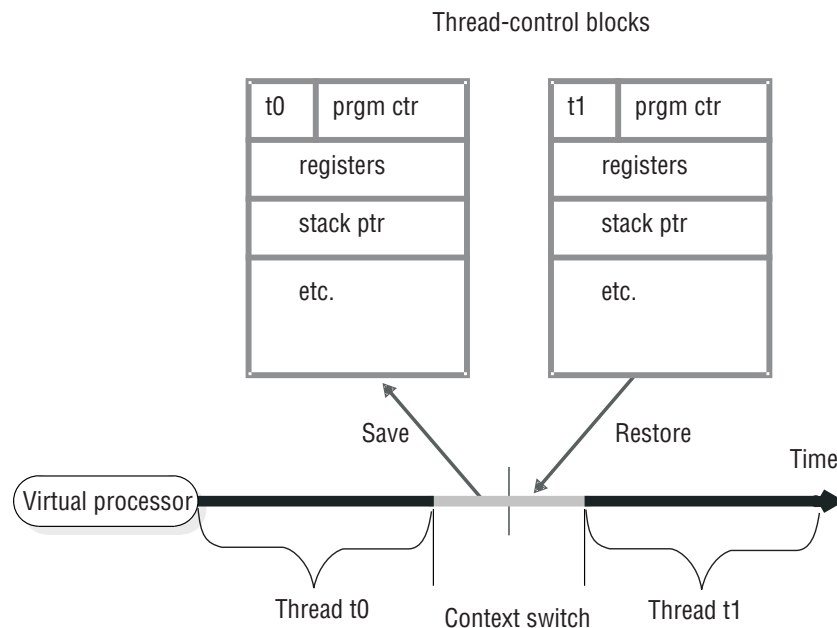 Thread-control blocks
t0 prgm ctr
registers
stack ptr
etc.
t1 prgm ctr
registers
stack ptr
etc.
Save
Restore
Time
Virtual processor
Thread t0
Context switch
Thread t1